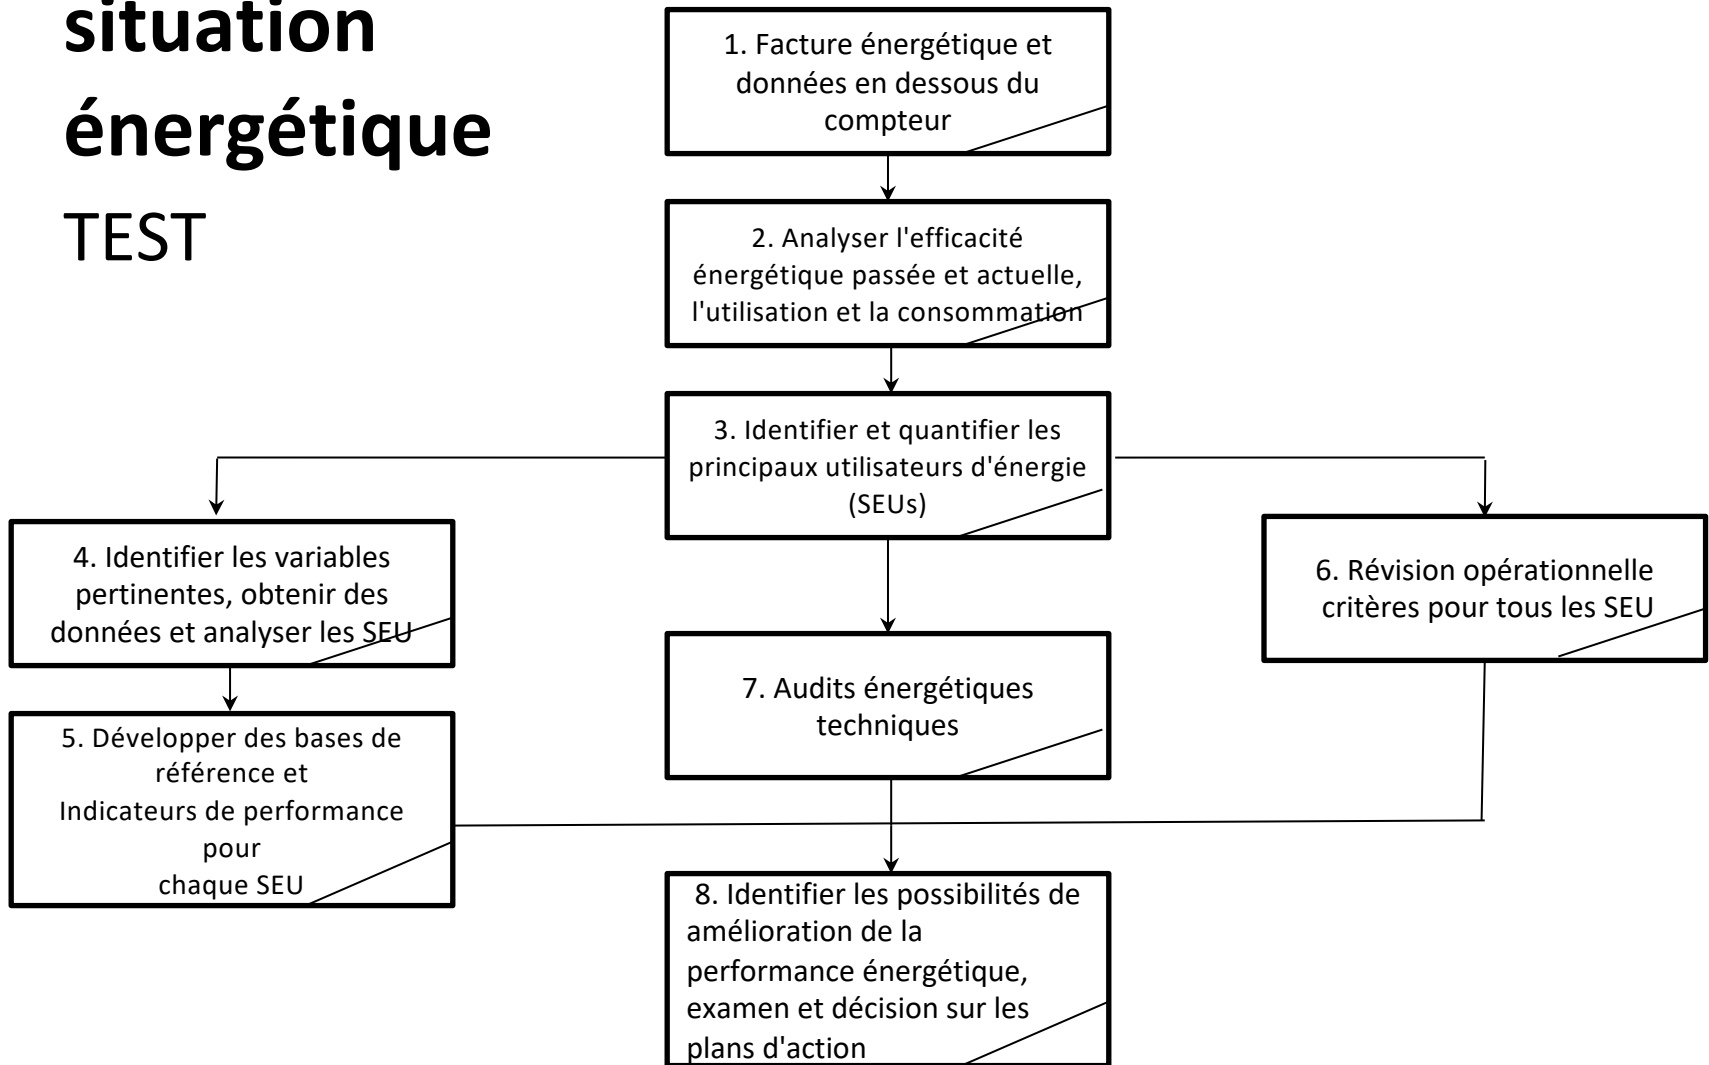 situation
énergétique
TEST
1. Facture énergétique et
données en dessous du
compteur
2. Analyser l'efficacité
énergétique passée et actuelle,
l'utilisation et la consommation
3. Identifier et quantifier les
principaux utilisateurs d'énergie
(SEUs)
4. Identifier les variables
pertinentes, obtenir des
données et analyser les SEU
5. Développer des bases de
référence et
Indicateurs de performance
pour
chaque SEU
6. Révision opérationnelle
critères pour tous les SEU
7. Audits énergétiques
techniques
8. Identifier les possibilités de
amélioration de la
performance énergétique,
examen et décision sur les
plans d'action